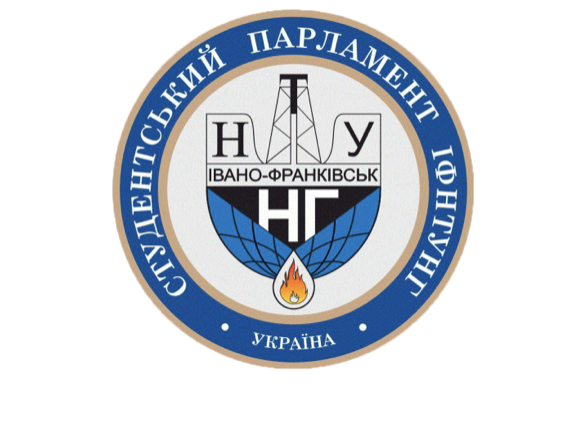 СТУДЕНТСЬКИЙ ПАРЛАМЕНТ ІФНТУНГ
Т
Н У
ІВАНО-ФРАНКІВСЬК
НГ
УКРАЇНА